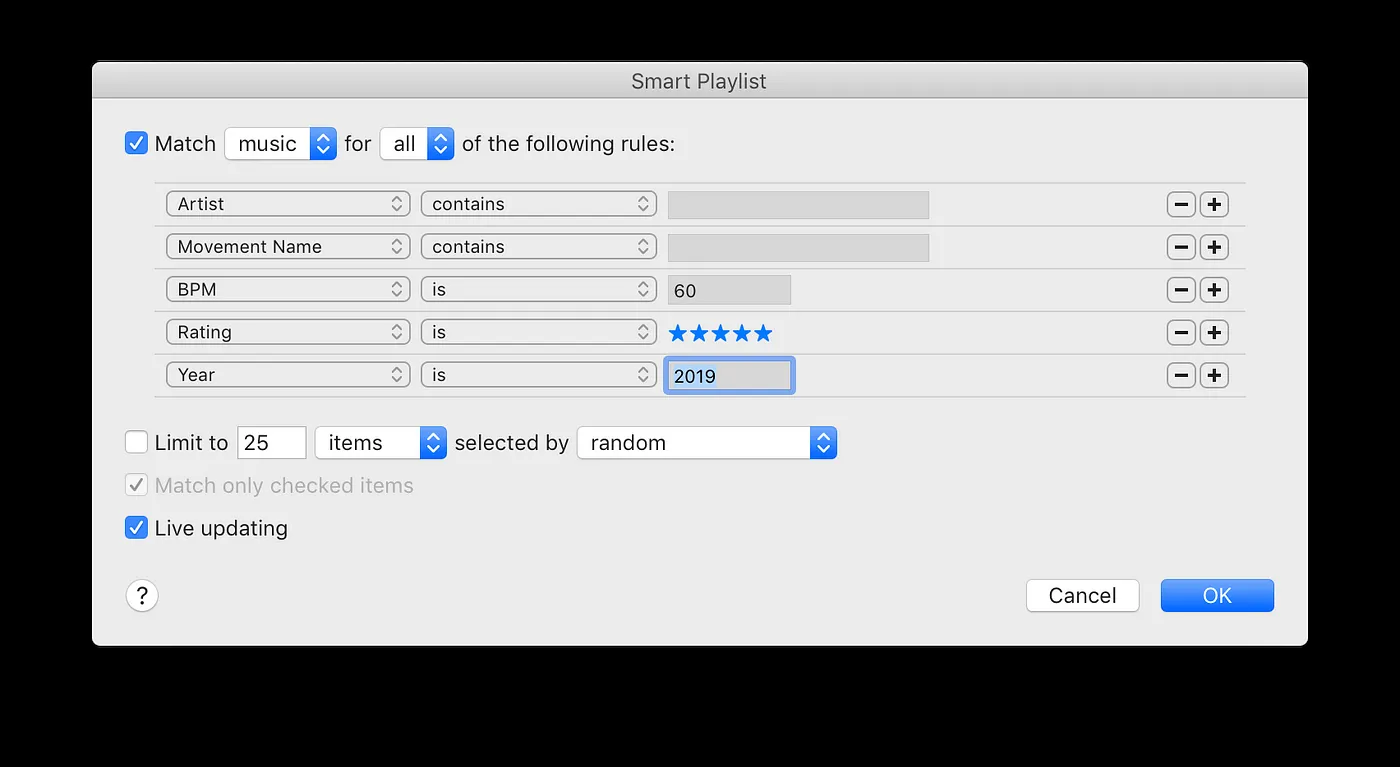 Smart Playlist
Match music for all of the following rules:
Artist contains
Movement Name contains
BPM is 60
Rating is ★★★★★
Year is 2019
Limit to 25 items selected by random
Match only checked items
Live updating
? Cancel OK